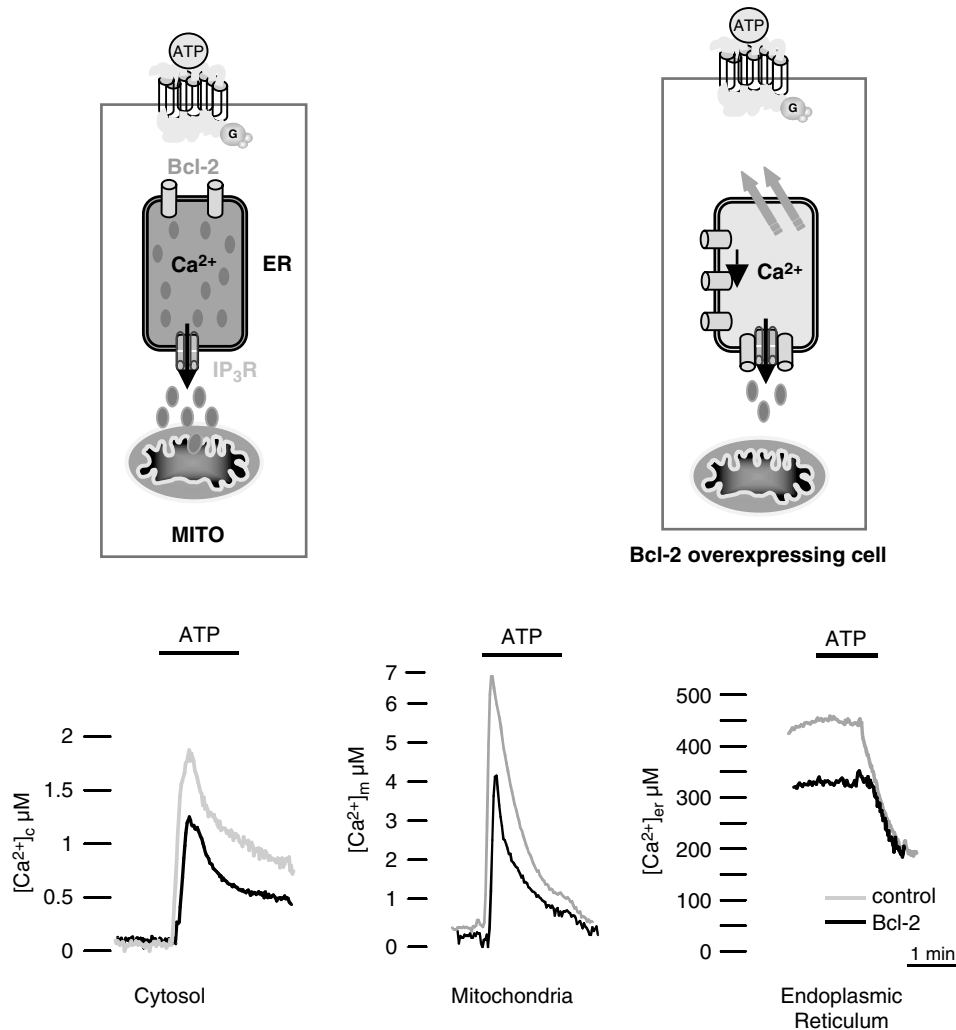 ATP
G
Bcl-2
Ca2+
ER
IP3R
MITO
ATP
G
Ca2+
Bcl-2 overexpressing cell
ATP
[Ca2+]c µM
2
1.5
1
0.5
0
Cytosol
ATP
[Ca2+]m µM
7
6
5
4
3
2
1
0
Mitochondria
ATP
[Ca2+]er µM
500
400
300
200
100
0
control
Bcl-2
1 min
Endoplasmic
Reticulum